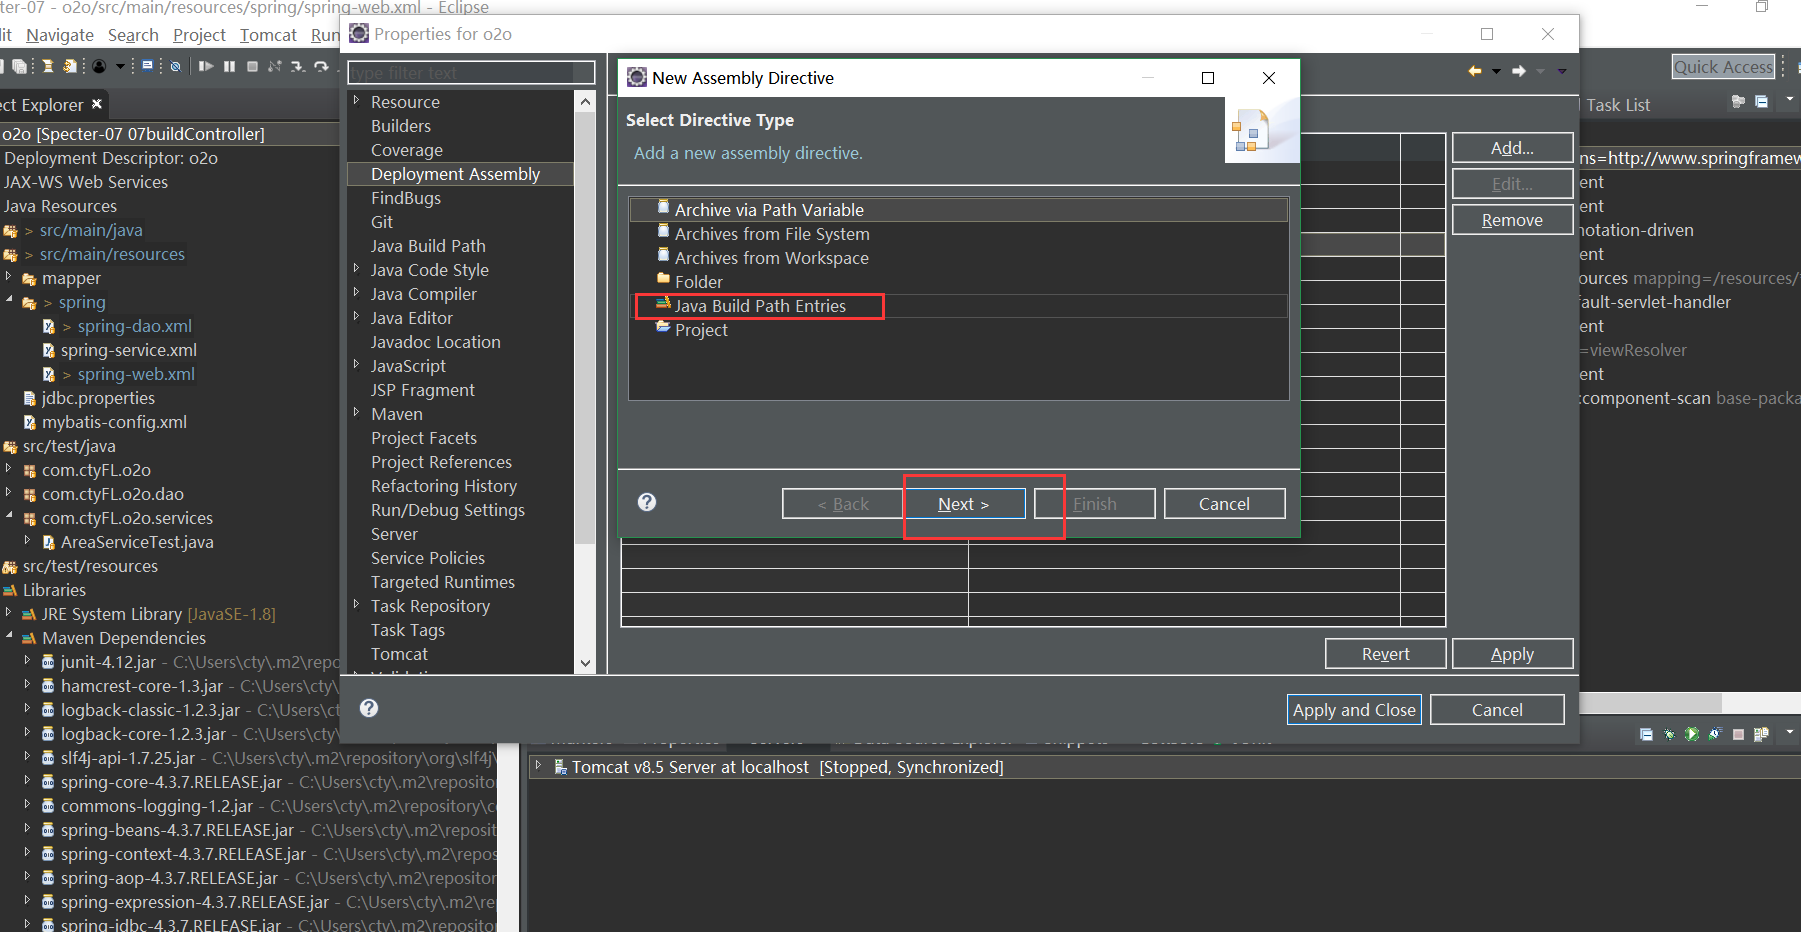 ter-07 - o2o/src/main/resources/spring/spring-web.xml - Eclipse
dit Navigate Search Project Tomcat Run
Quick Access
ect Explorer
o2o [Specter-07 07buildController]
Deployment Descriptor: o2o
JAX-WS Web Services
Java Resources
> src/main/java
> src/main/resources
mapper
> spring
> spring-dao.xml
spring-service.xml
> spring-web.xml
jdbc.properties
mybatis-config.xml
src/test/java
com.ctyFL.o2o
com.ctyFL.o2o.dao
com.ctyFL.o2o.services
AreaServiceTest.java
src/test/resources
Libraries
JRE System Library [JavaSE-1.8]
Maven Dependencies
junit-4.12.jar - C:\Users\cty\.m2\repo
hamcrest-core-1.3.jar - C:\Users\cty\
logback-classic-1.2.3.jar - C:\Users\ct
logback-core-1.2.3.jar - C:\Users\cty\
slf4j-api-1.7.25.jar - C:\Users\cty\.m2\repository\org\slf4j\
spring-core-4.3.7.RELEASE.jar - C:\Users\cty\.m2\reposito
commons-logging-1.2.jar - C:\Users\cty\.m2\repository\co
spring-beans-4.3.7.RELEASE.jar - C:\Users\cty\.m2\reposit
spring-context-4.3.7.RELEASE.jar - C:\Users\cty\.m2\repos
spring-aop-4.3.7.RELEASE.jar - C:\Users\cty\.m2\repositor
spring-expression-4.3.7.RELEASE.jar - C:\Users\cty\.m2\re
spring-jdbc-4.3.7.RELEASE.jar - C:\Users\cty\.m2\reposito
Properties for o2o
type filter text
Resource
Builders
Coverage
Deployment Assembly
FindBugs
Git
Java Build Path
Java Code Style
Java Compiler
Java Editor
Javadoc Location
JavaScript
JSP Fragment
Maven
Project Facets
Project References
Refactoring History
Run/Debug Settings
Server
Service Policies
Targeted Runtimes
Task Repository
Task Tags
Tomcat
New Assembly Directive
Select Directive Type
Add a new assembly directive.
Archive via Path Variable
Archives from File System
Archives from Workspace
Folder
Java Build Path Entries
Project
< Back
Next >
Finish
Cancel
Add...
Edit...
Remove
Revert
Apply
Apply and Close
Cancel
Task List
ns=http://www.springframew
ent
ent
notation-driven
ent
ources mapping=/resources/
fault-servlet-handler
ent
=viewResolver
ent
:component-scan base-packa
Tomcat v8.5 Server at localhost [Stopped, Synchronized]